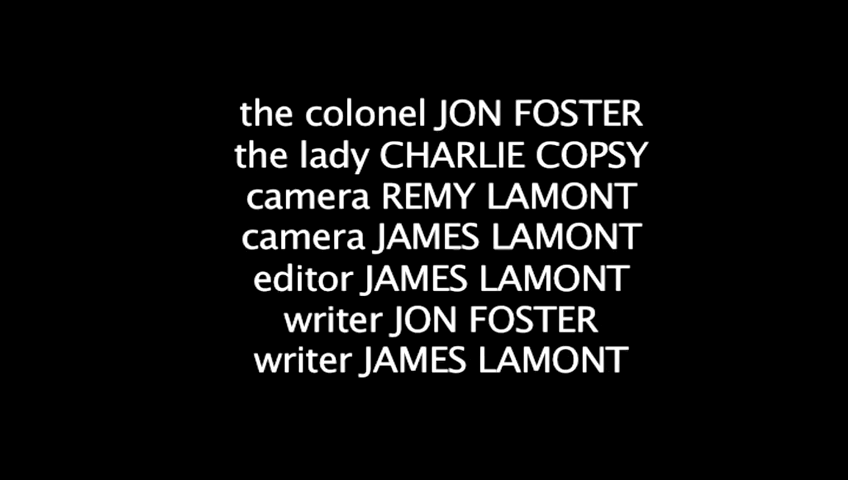 the colonel JON FOSTER
the lady CHARLIE COPSY
camera REMY LAMONT
camera JAMES LAMONT
editor JAMES LAMONT
writer JON FOSTER
writer JAMES LAMONT